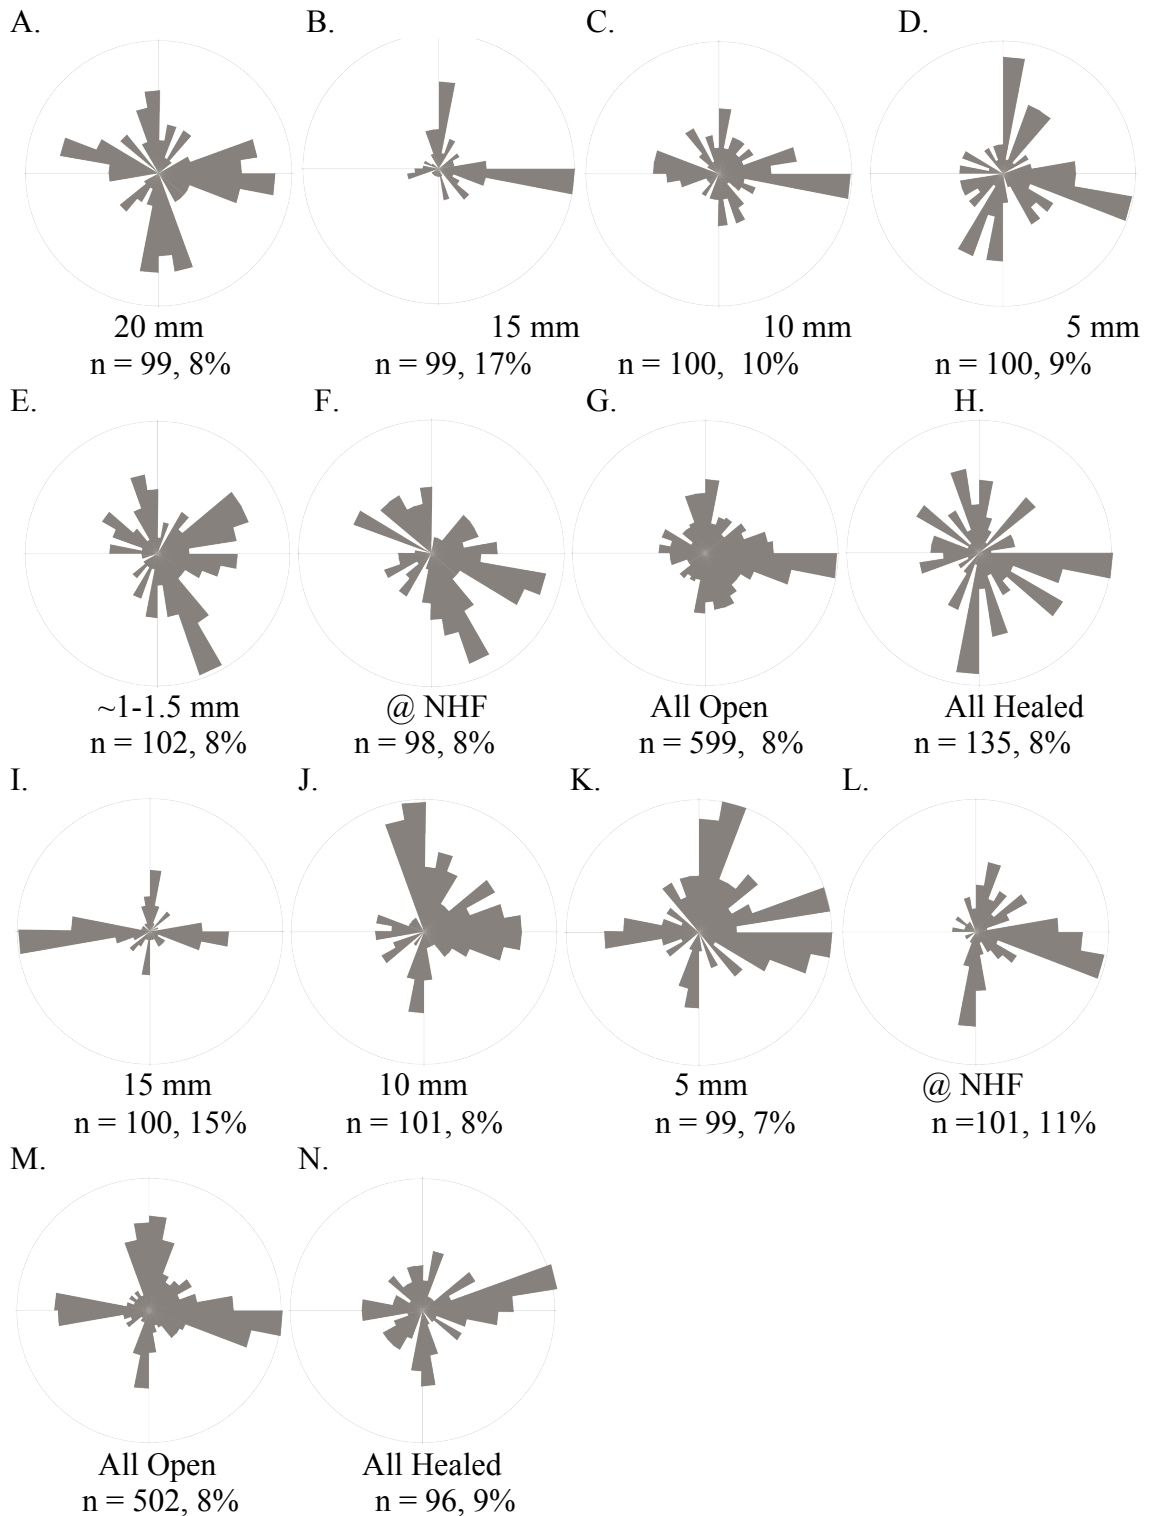 A.
B.
C.
D.
20 mm
15 mm
10 mm
5 mm
n = 99, 8%
n = 99, 17%
n = 100, 10%
n = 100, 9%
E.
F.
G.
H.
~1-1.5 mm
@ NHF
All Open
All Healed
n = 102, 8%
n = 98, 8%
n = 599, 8%
n = 135, 8%
I.
J.
K.
L.
15 mm
10 mm
5 mm
@ NHF
n = 100, 15%
n = 101, 8%
n = 99, 7%
n =101, 11%
M.
N.
All Open
All Healed
n = 502, 8%
n = 96, 9%